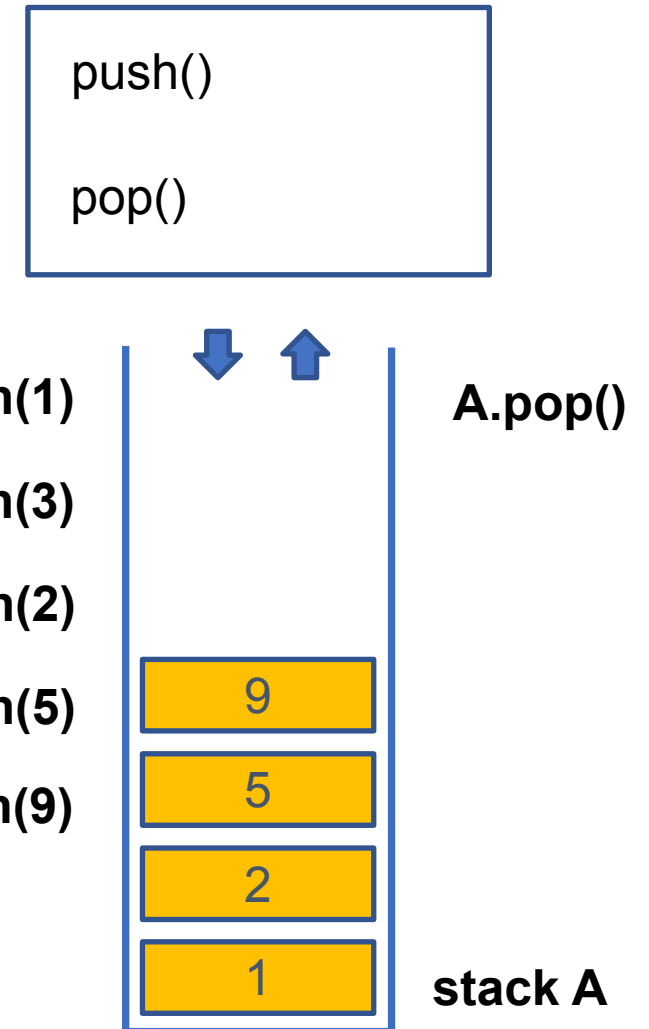 push()
pop()
n(1)
A.pop()
n(3)
n(2)
n(5)
n(9)
9
5
2
1
stack A